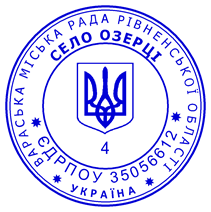 ВАРАСЬКА МІСЬКА РАДА РІВНЕНСЬКОЇ ОБЛАСТІ
СЕЛО ОЗЕРЦІ
4
* ЄДРПОУ 35056612 *
* УКРАЇНА *